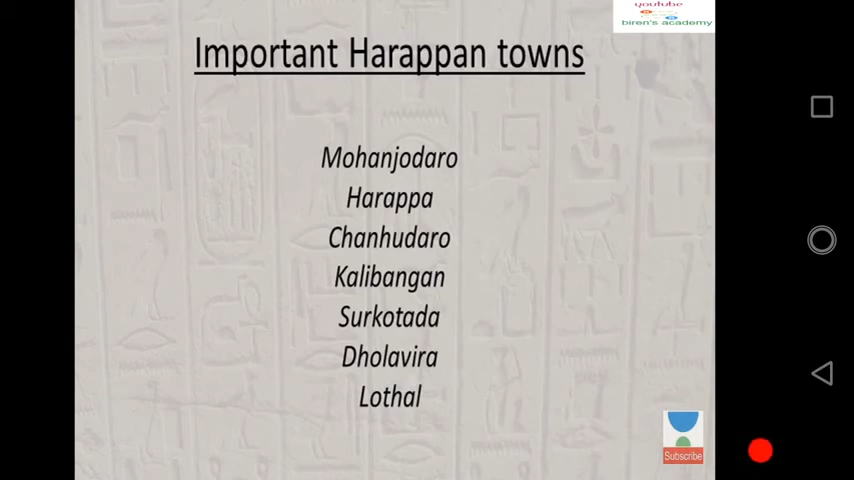 youtube
biren's academy
Important Harappan towns
Mohanjodaro
Harappa
Chanhudaro
Kalibangan
Surkotada
Dholavira
Lothal
Subscribe